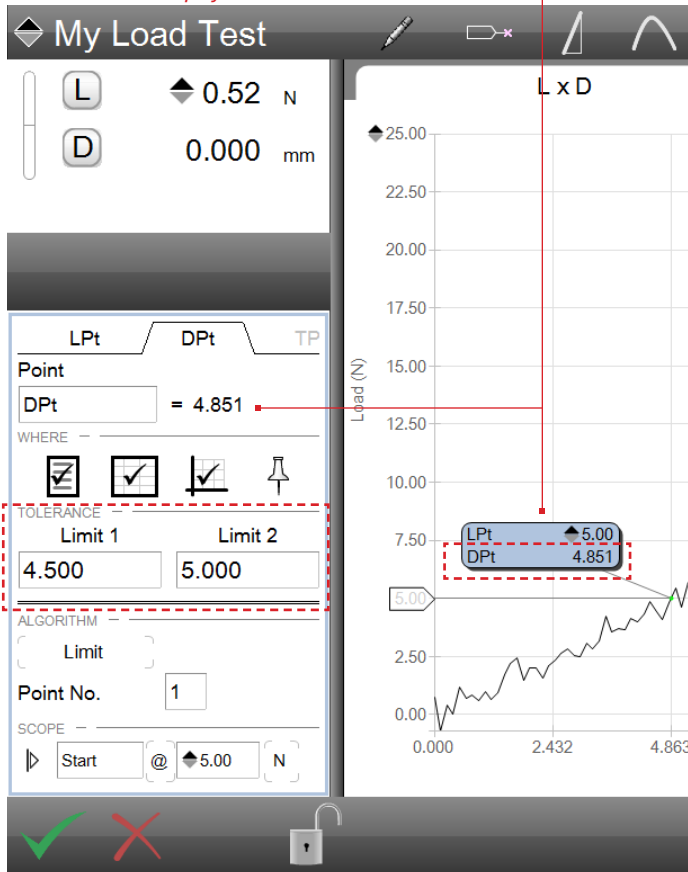 My Load Test
L 0.52 N
D 0.000 mm
LPt DPt TP
Point
DPt = 4.851
WHERE
TOLERANCE
Limit 1 Limit 2
4.500 5.000
ALGORITHM
Limit
Point No. 1
SCOPE
Start @ 5.00 N
L x D
25.00
22.50
20.00
17.50
15.00
12.50
10.00
7.50
5.00
2.50
0.00
Load (N)
LPt 5.00
DPt 4.851
0.000 2.432 4.863